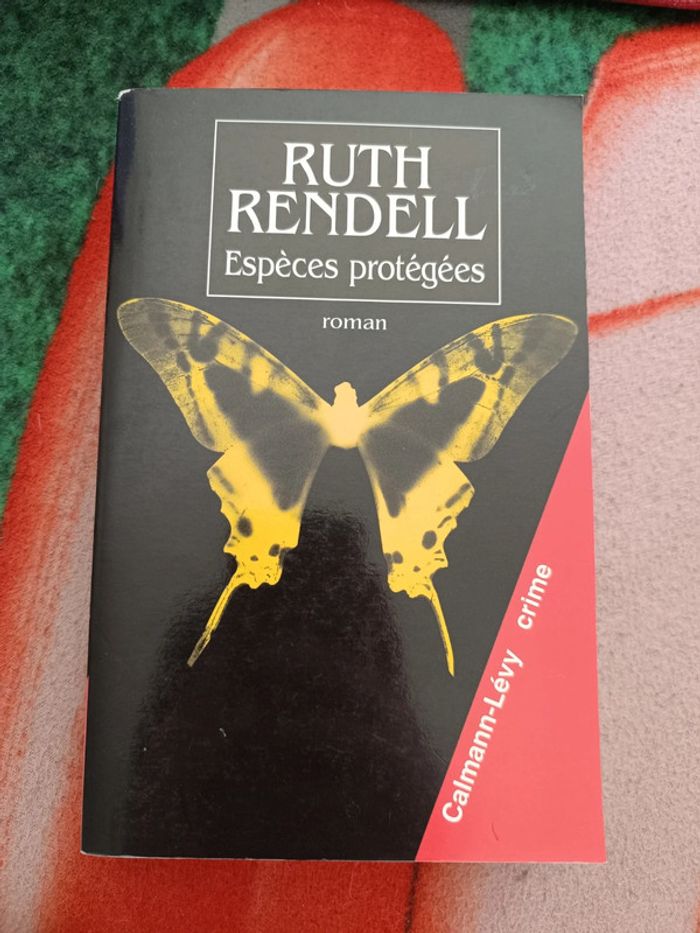 RUTH
RENDELL
Espèces protégées
roman
Calmann-Lévy crime